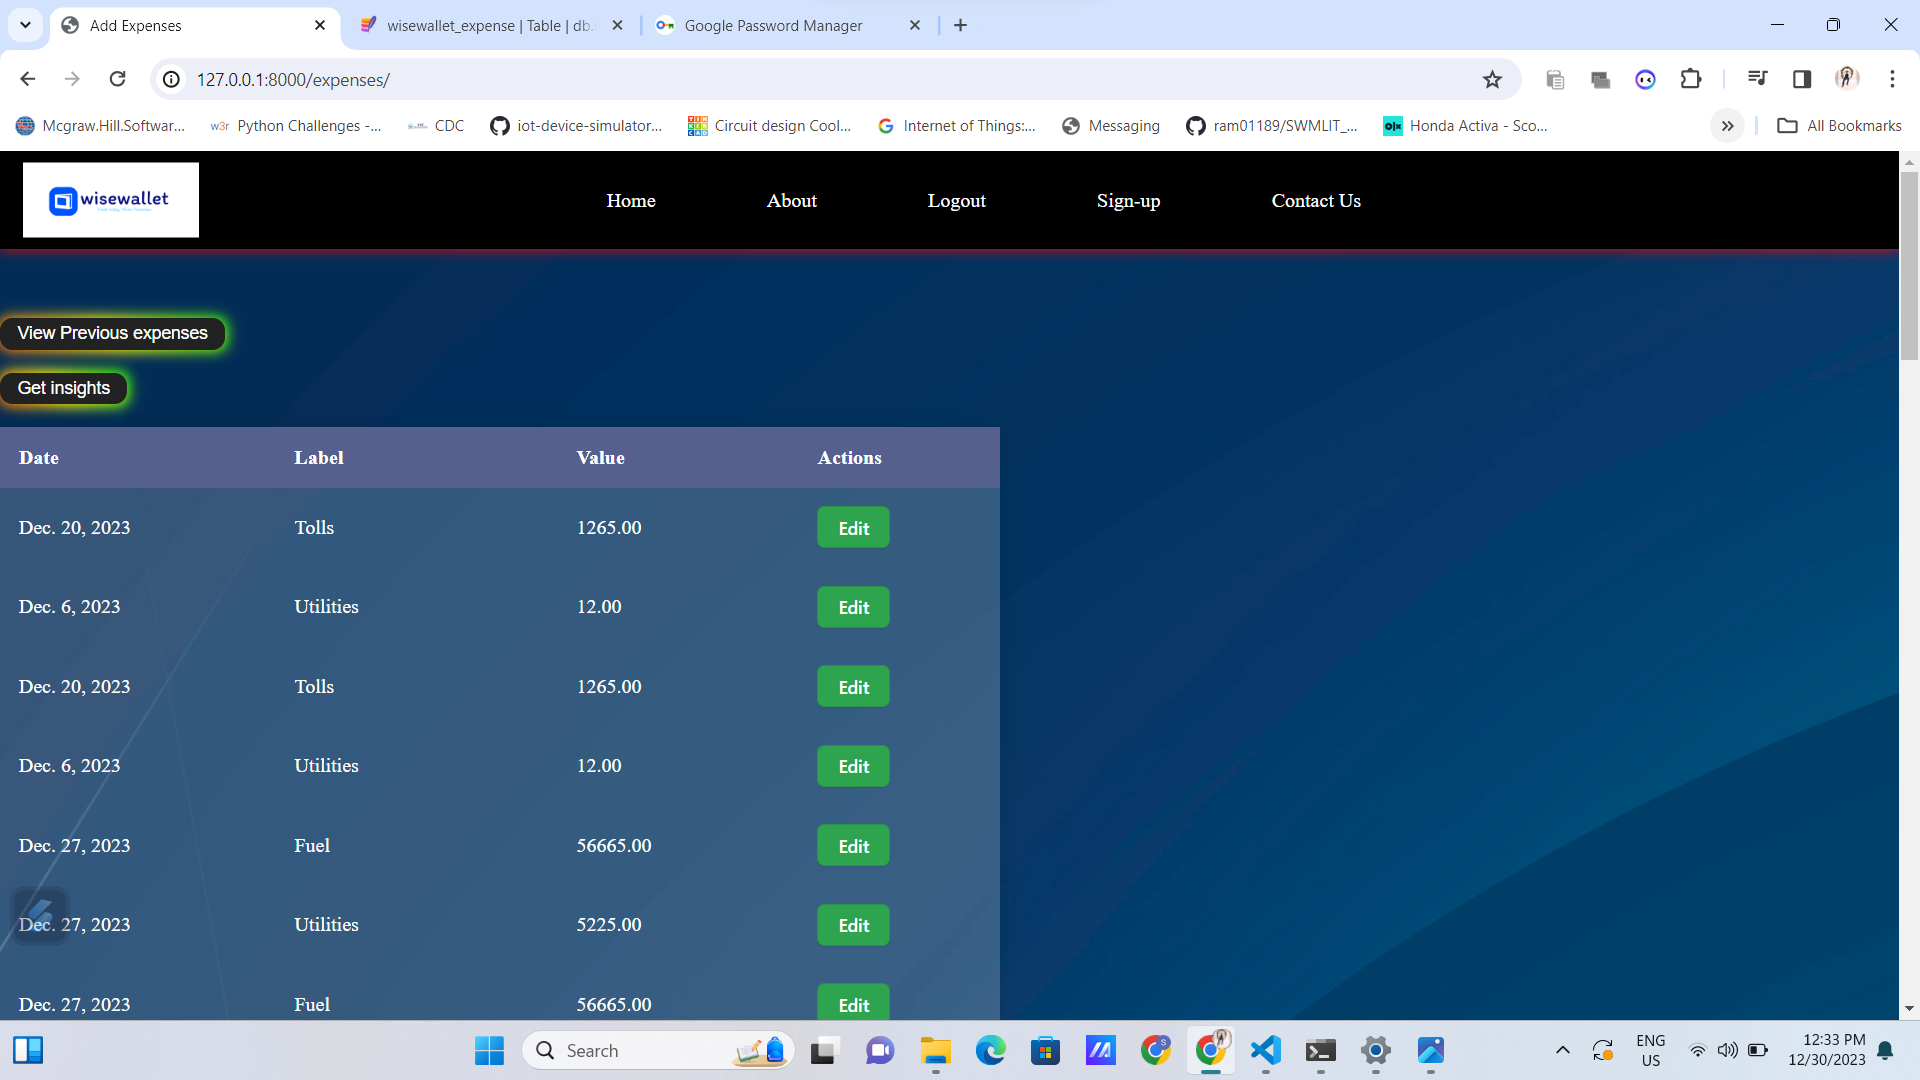 Add Expenses
wisewallet_expense | Table | db.s
Google Password Manager
127.0.0.1:8000/expenses/
Mcgraw.Hill.Softwar...
w3r Python Challenges -...
CDC
iot-device-simulator...
Circuit design Cool...
Internet of Things:...
Messaging
ram01189/SWMLIT_...
olx Honda Activa - Sco...
All Bookmarks
wisewallet
Home
About
Logout
Sign-up
Contact Us
View Previous expenses
Get insights
Date Label Value Actions
Dec. 20, 2023 Tolls 1265.00 Edit
Dec. 6, 2023 Utilities 12.00 Edit
Dec. 20, 2023 Tolls 1265.00 Edit
Dec. 6, 2023 Utilities 12.00 Edit
Dec. 27, 2023 Fuel 56665.00 Edit
Dec. 27, 2023 Utilities 5225.00 Edit
Dec. 27, 2023 Fuel 56665.00 Edit
Search
ENG
US
12:33 PM
12/30/2023